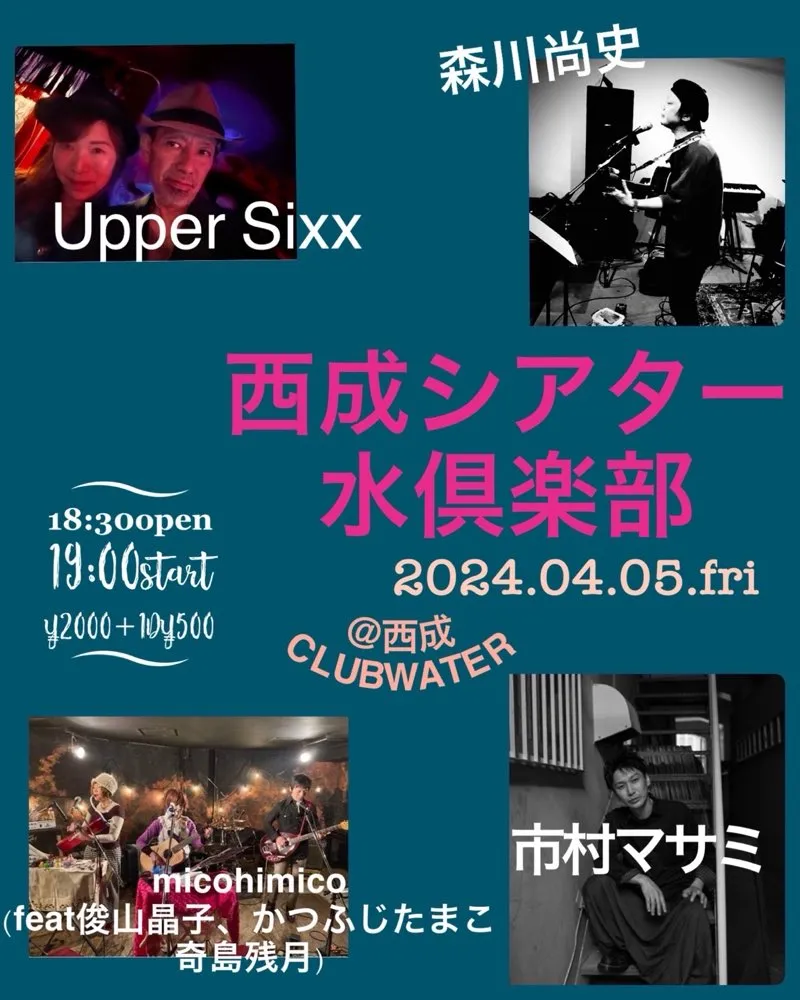 森川尚史
Upper Sixx
西成シアター
水倶楽部
18:30open
19:00start
¥2000+1D¥500
2024.04.05.fri
@西成
CLUBWATER
市村マサミ
micohimico
(feat俊山晶子、かつふじたまこ
奇島残月)